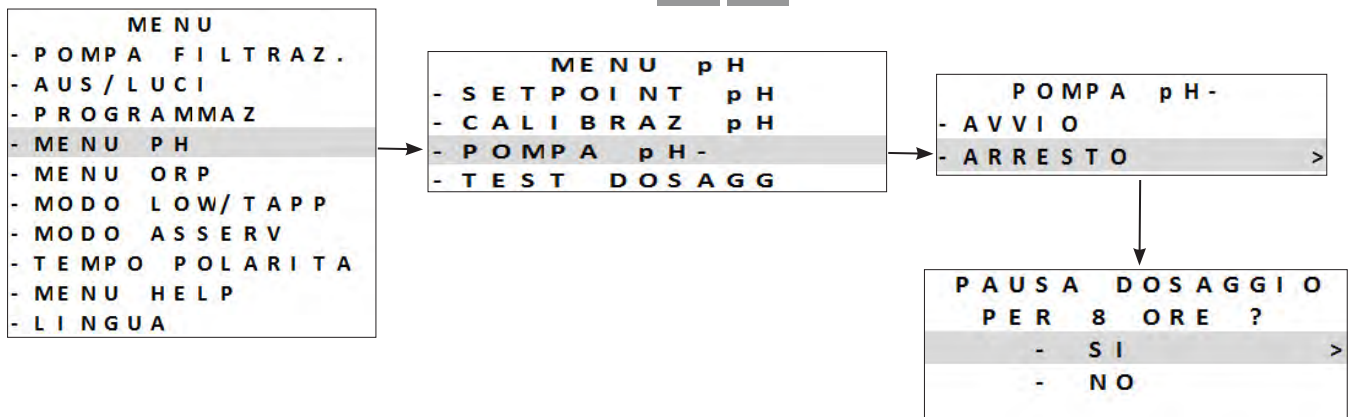 MENU
- POMPA FILTRAZ.
- AUS/LUCI
- PROGRAMMAZ
- MENU PH
- MENU ORP
- MODO LOW/TAPP
- MODO ASSERV
- TEMPO POLARITA
- MENU HELP
- LINGUA
MENU pH
- SETPOINT pH
- CALIBRAZ pH
- POMPA pH-
- TEST DOSAGG
POMPA pH-
- AVVIO
- ARRESTO >
PAUSA DOSAGGIO
PER 8 ORE ?
- SI >
- NO